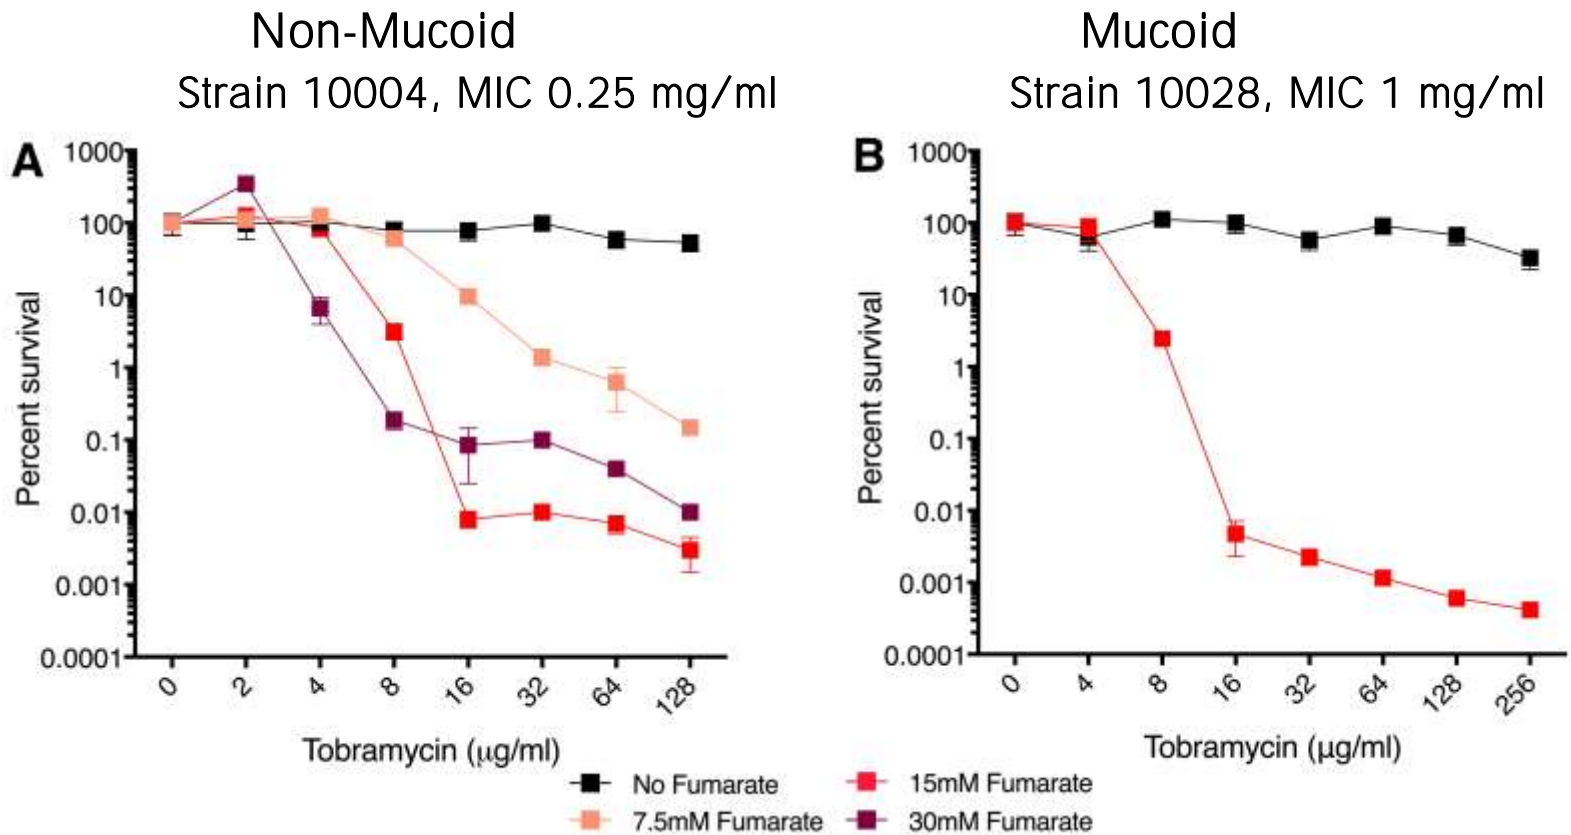 Non-Mucoid
Strain 10004, MIC 0.25 mg/ml
Mucoid
Strain 10028, MIC 1 mg/ml
A
Percent survival
1000
100
10
1
0.1
0.01
0.001
0.0001
0 2 4 8 16 32 64 128
Tobramycin (μg/ml)
B
Percent survival
1000
100
10
1
0.1
0.01
0.001
0.0001
0 4 8 16 32 64 128 256
Tobramycin (μg/ml)
No Fumarate
15mM Fumarate
7.5mM Fumarate
30mM Fumarate